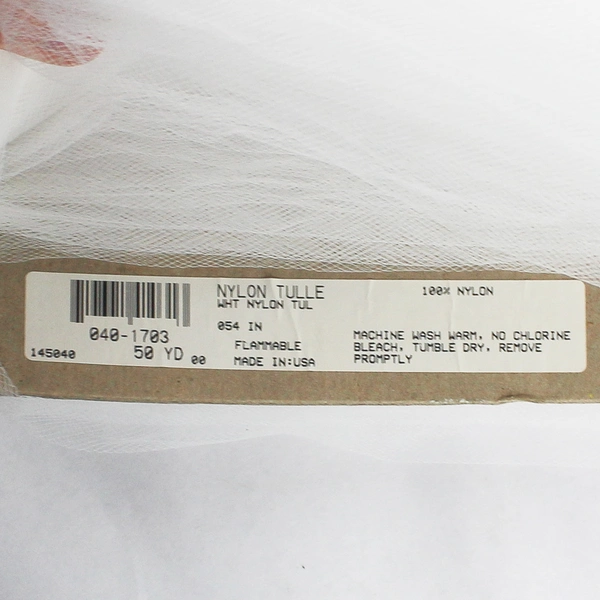 NYLON TULLE
WHT NYLON TUL
100% NYLON
054 IN
040-1703
50 YD 00
145040
FLAMMABLE
MADE IN:USA
MACHINE WASH WARM, NO CHLORINE
BLEACH, TUMBLE DRY, REMOVE
PROMPTLY